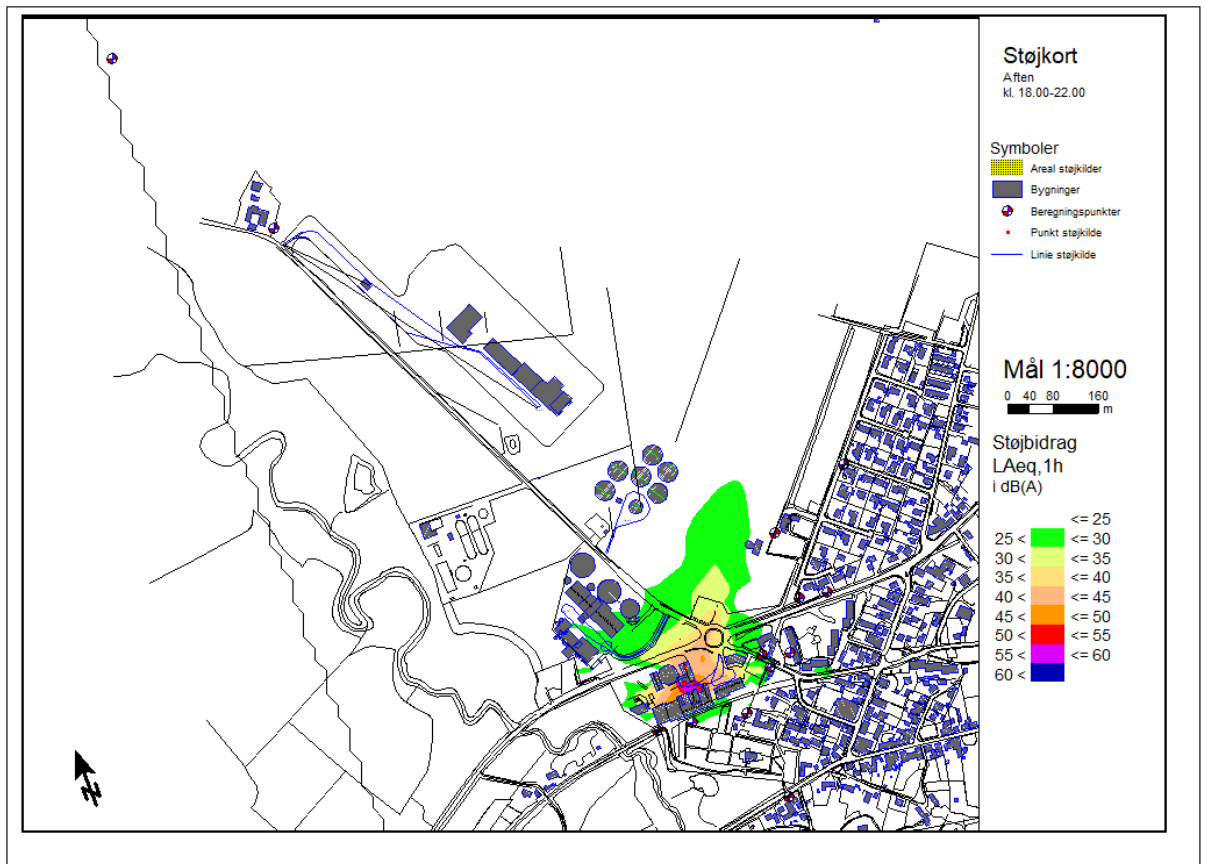 Støjkort
Aften
kl. 18.00-22.00
Symboler
Areal støjkilder
Bygninger
Beregningspunkter
Punkt støjkilde
Linie støjkilde
Mål 1:8000
0 40 80 160
m
Støjbidrag
LAeq,1h
i dB(A)
<= 25
25 < <= 30
30 < <= 35
35 < <= 40
40 < <= 45
45 < <= 50
50 < <= 55
55 < <= 60
60 <
N